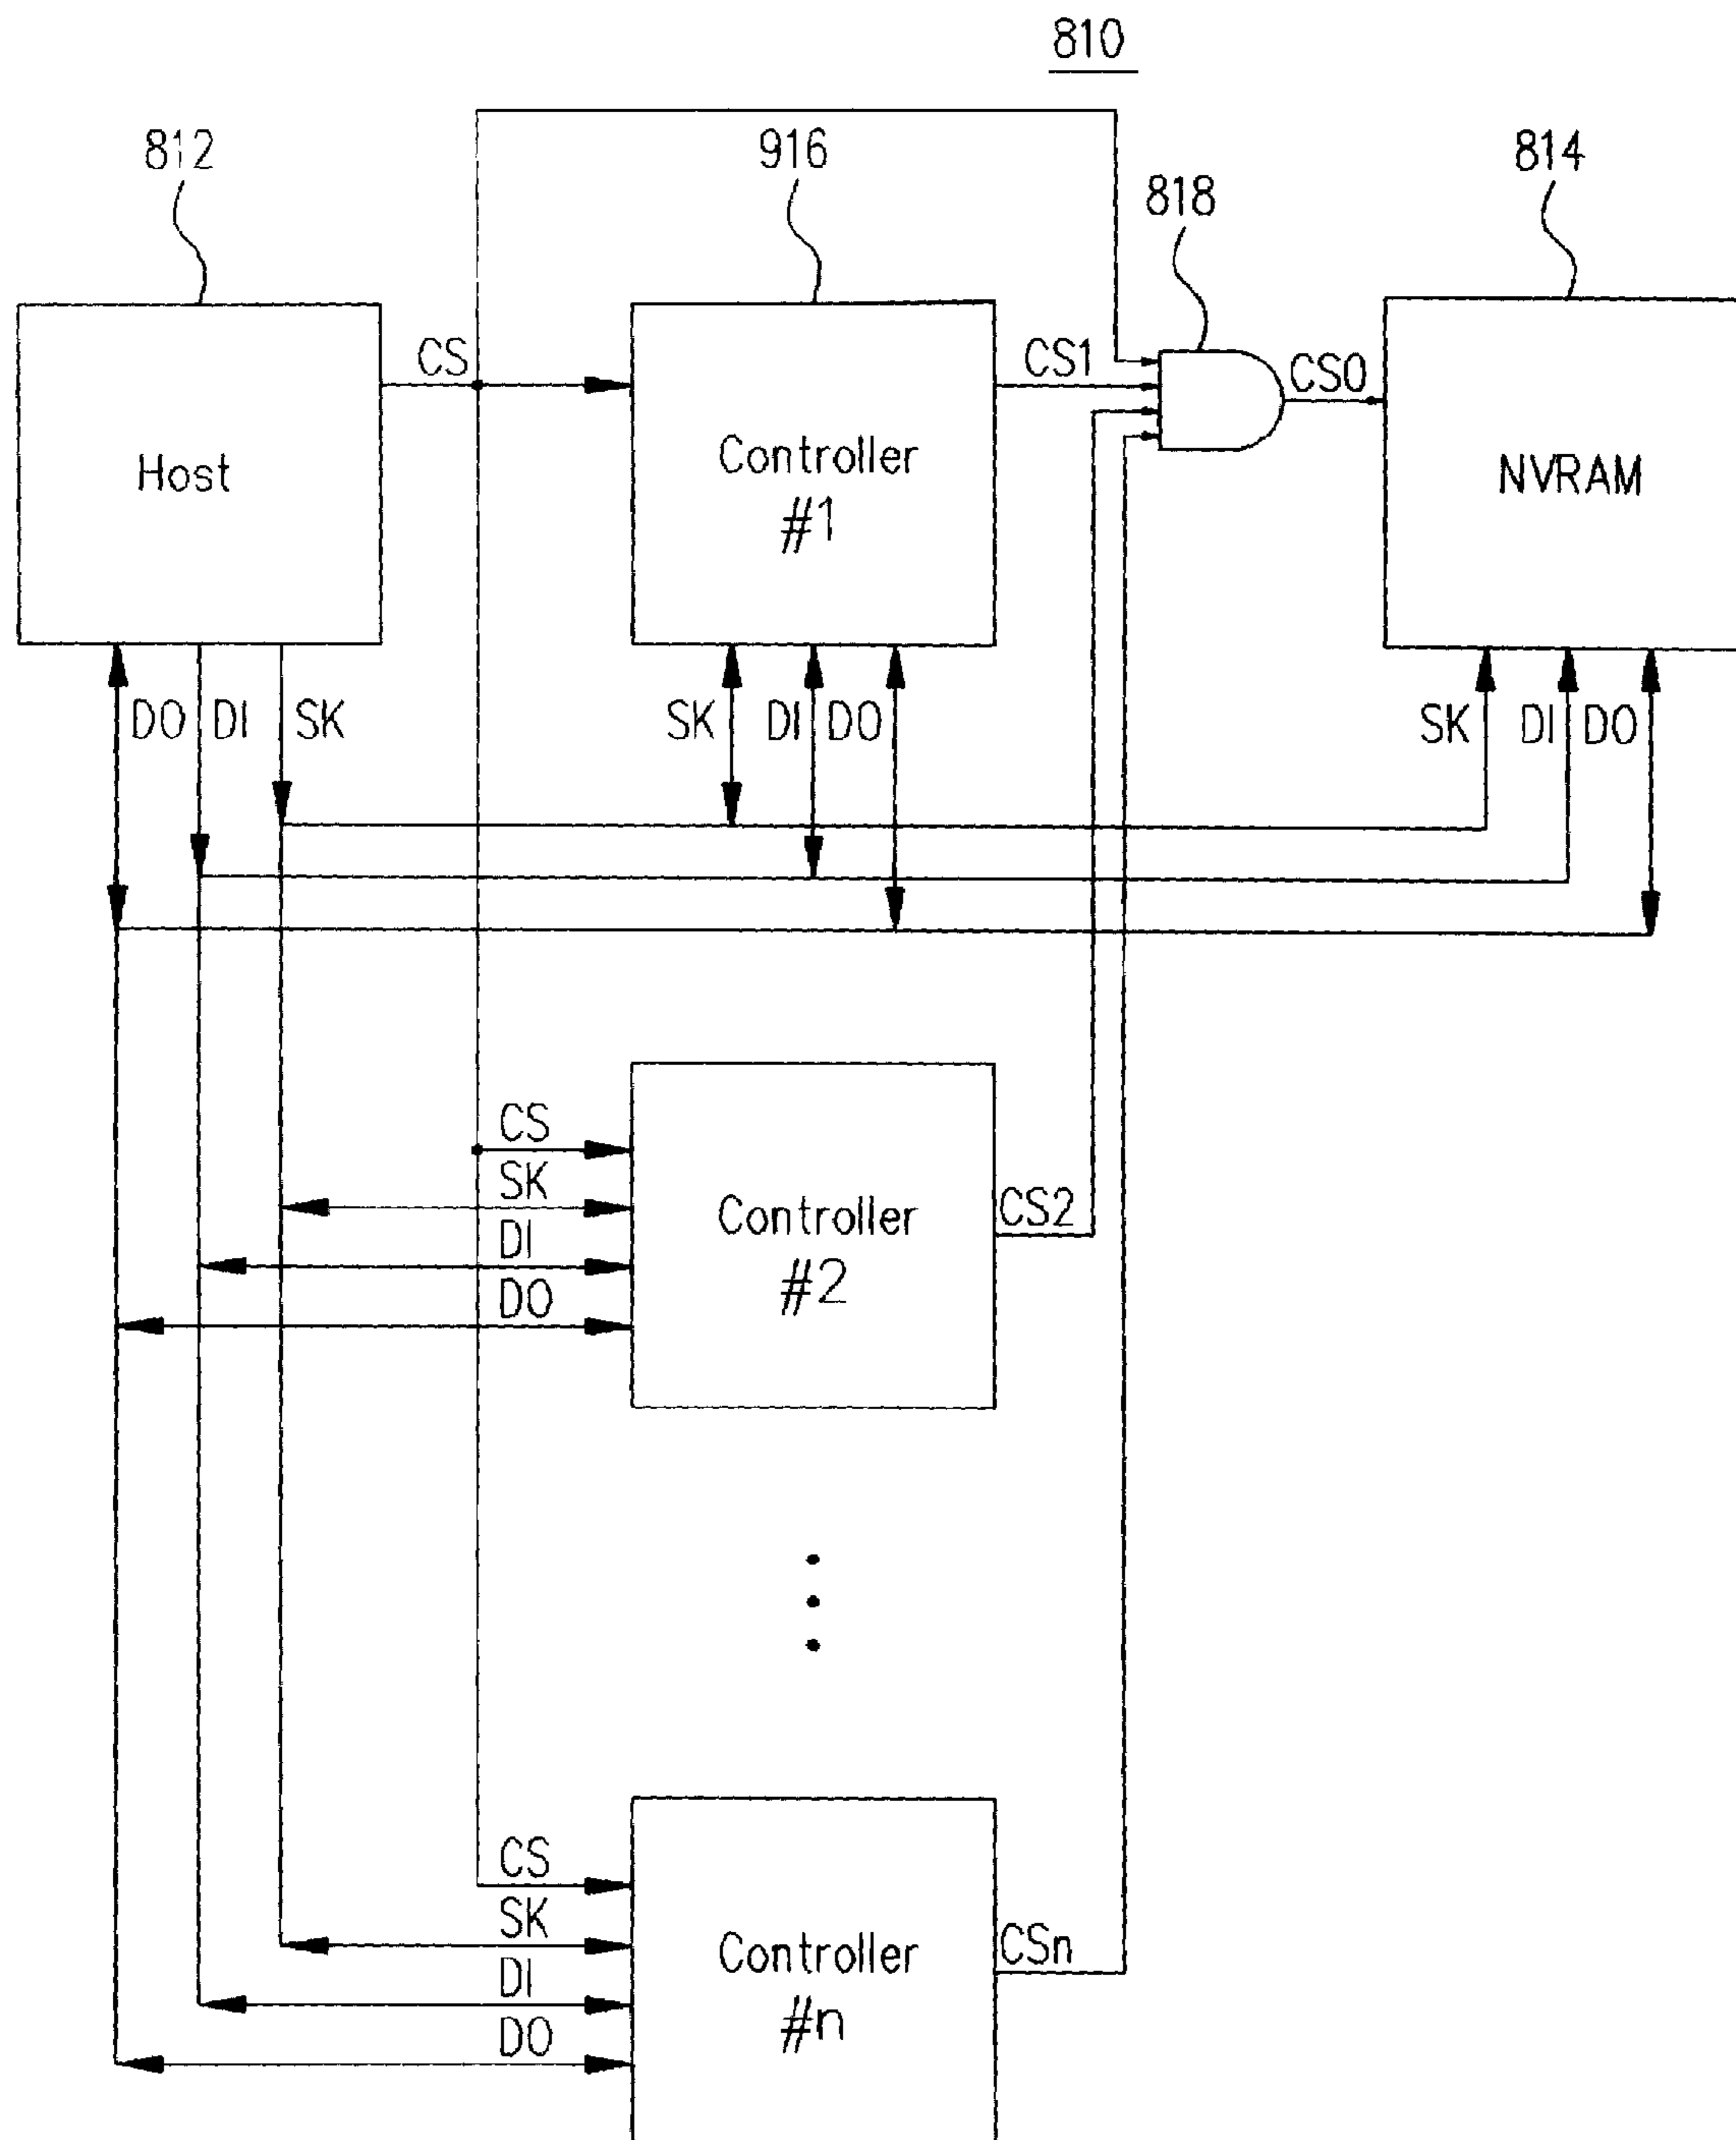 810
812
916
818
814
CS
CS1
CS0
Host
Controller
#1
NVRAM
DO
DI
SK
SK
DI
DO
SK
DI
DO
CS
SK
DI
DO
Controller
#2
CS2
CS
SK
DI
DO
Controller
#n
CSn